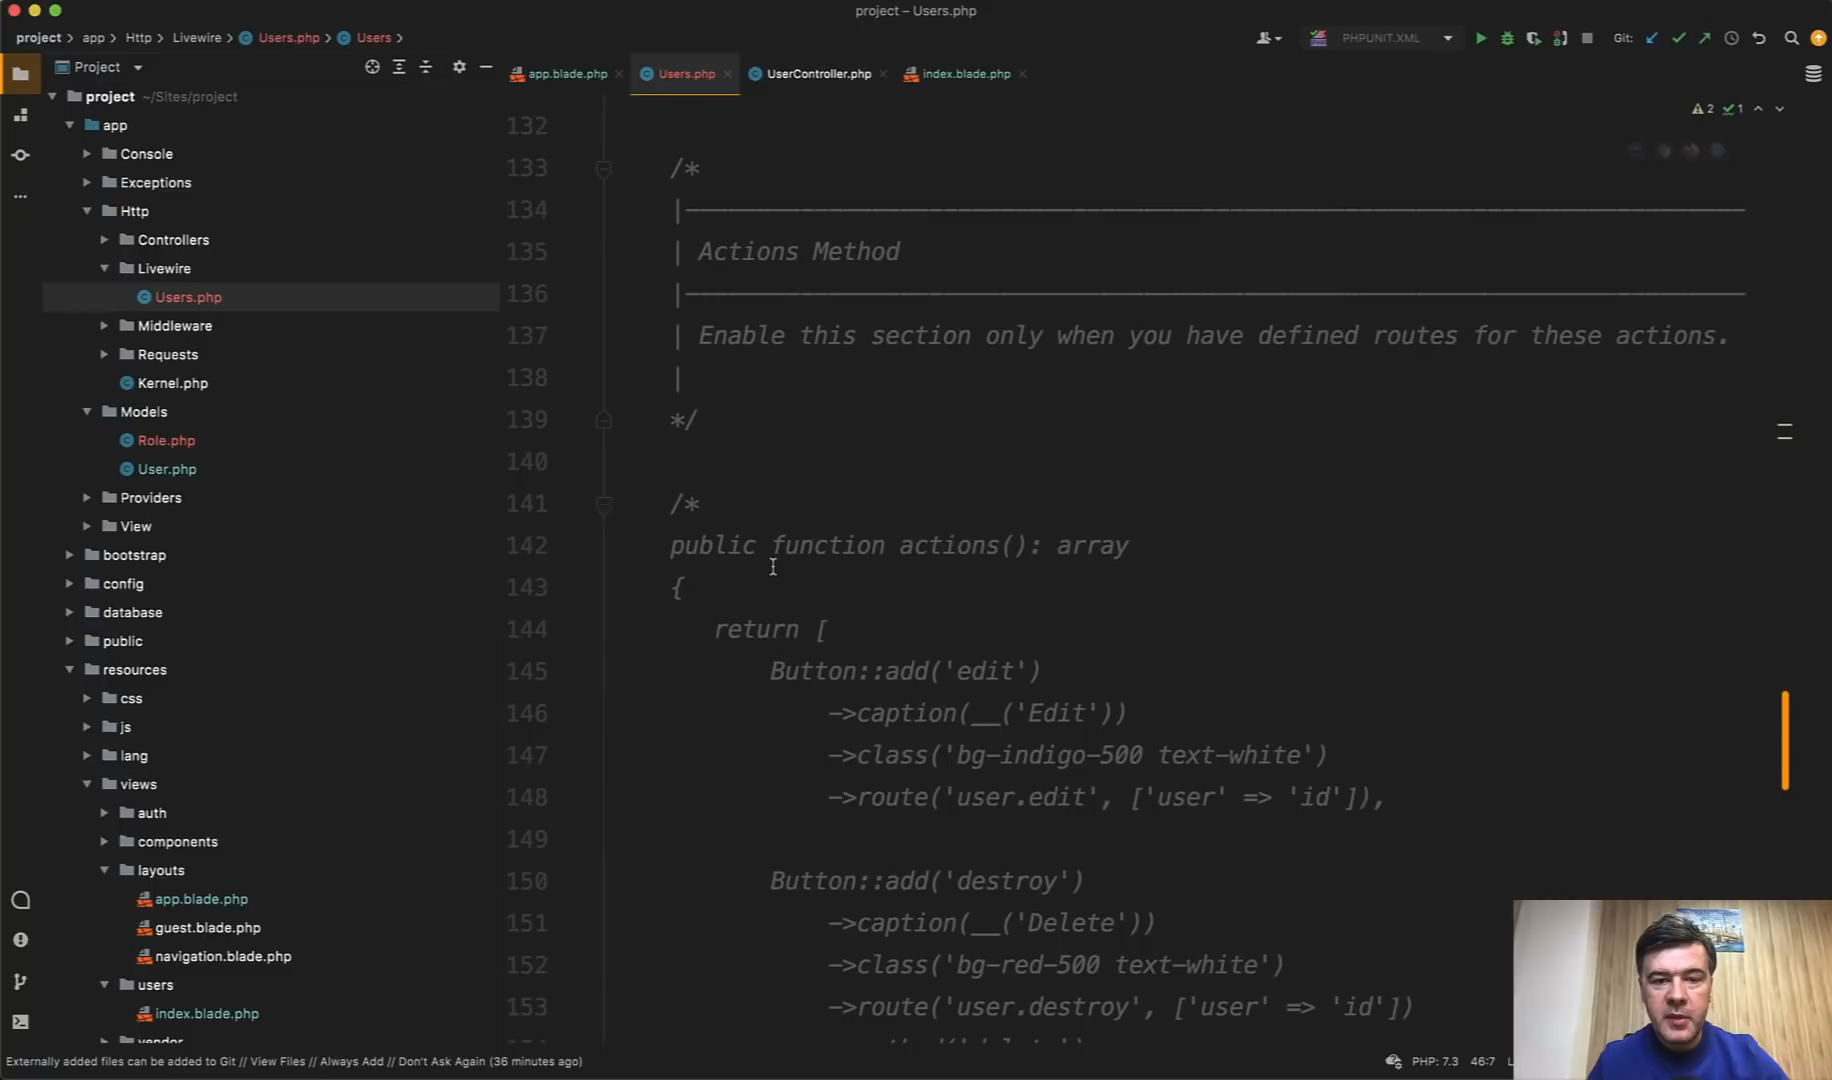 project – Users.php
project > app > Http > Livewire > Users.php > Users >
PHPUNIT.XML
Git:
Project
app.blade.php
Users.php
UserController.php
index.blade.php
2 1
project ~/Sites/project
app
Console
Exceptions
Http
Controllers
Livewire
Users.php
Middleware
Requests
Kernel.php
Models
Role.php
User.php
Providers
View
bootstrap
config
database
public
resources
css
js
lang
views
auth
components
layouts
app.blade.php
guest.blade.php
navigation.blade.php
users
index.blade.php
132
133 /*
134 |--------------------------------------------------------------------------
135 | Actions Method
136 |--------------------------------------------------------------------------
137 | Enable this section only when you have defined routes for these actions.
138 |
139 */
140
141 /*
142 public function actions(): array
143 {
144 return [
145 Button::add('edit')
146 ->caption(__('Edit'))
147 ->class('bg-indigo-500 text-white')
148 ->route('user.edit', ['user' => 'id']),
149
150 Button::add('destroy')
151 ->caption(__('Delete'))
152 ->class('bg-red-500 text-white')
153 ->route('user.destroy', ['user' => 'id'])
Externally added files can be added to Git // View Files // Always Add // Don't Ask Again (36 minutes ago)
PHP: 7.3 46:7